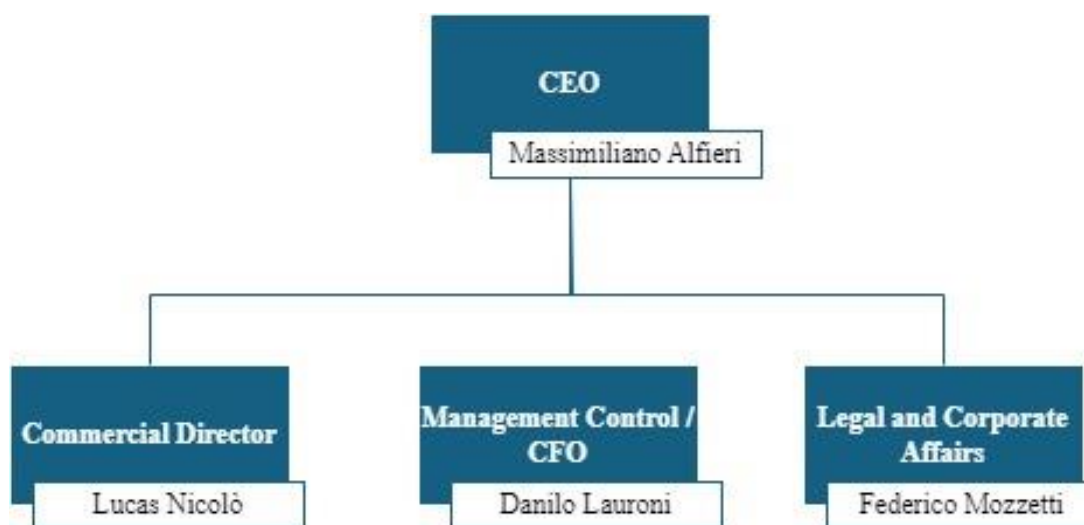 CEO
Massimiliano Alfieri
Commercial Director
Lucas Nicolò
Management Control /
CFO
Danilo Lauroni
Legal and Corporate
Affairs
Federico Mozzetti